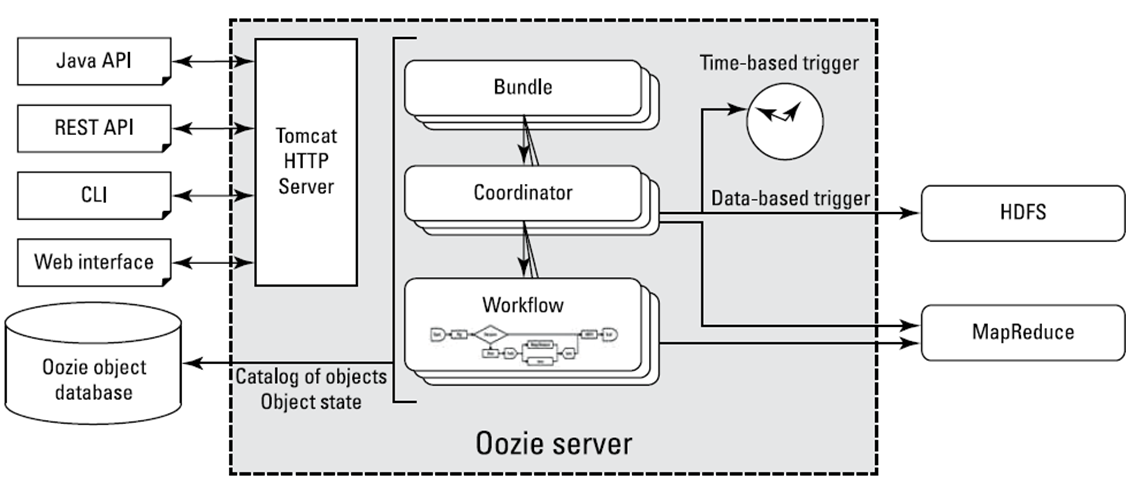 Java API
REST API
CLI
Web interface
Oozie object
database
Tomcat
HTTP
Server
Bundle
Coordinator
Workflow
Time-based trigger
Data-based trigger
HDFS
MapReduce
Catalog of objects
Object state
Oozie server